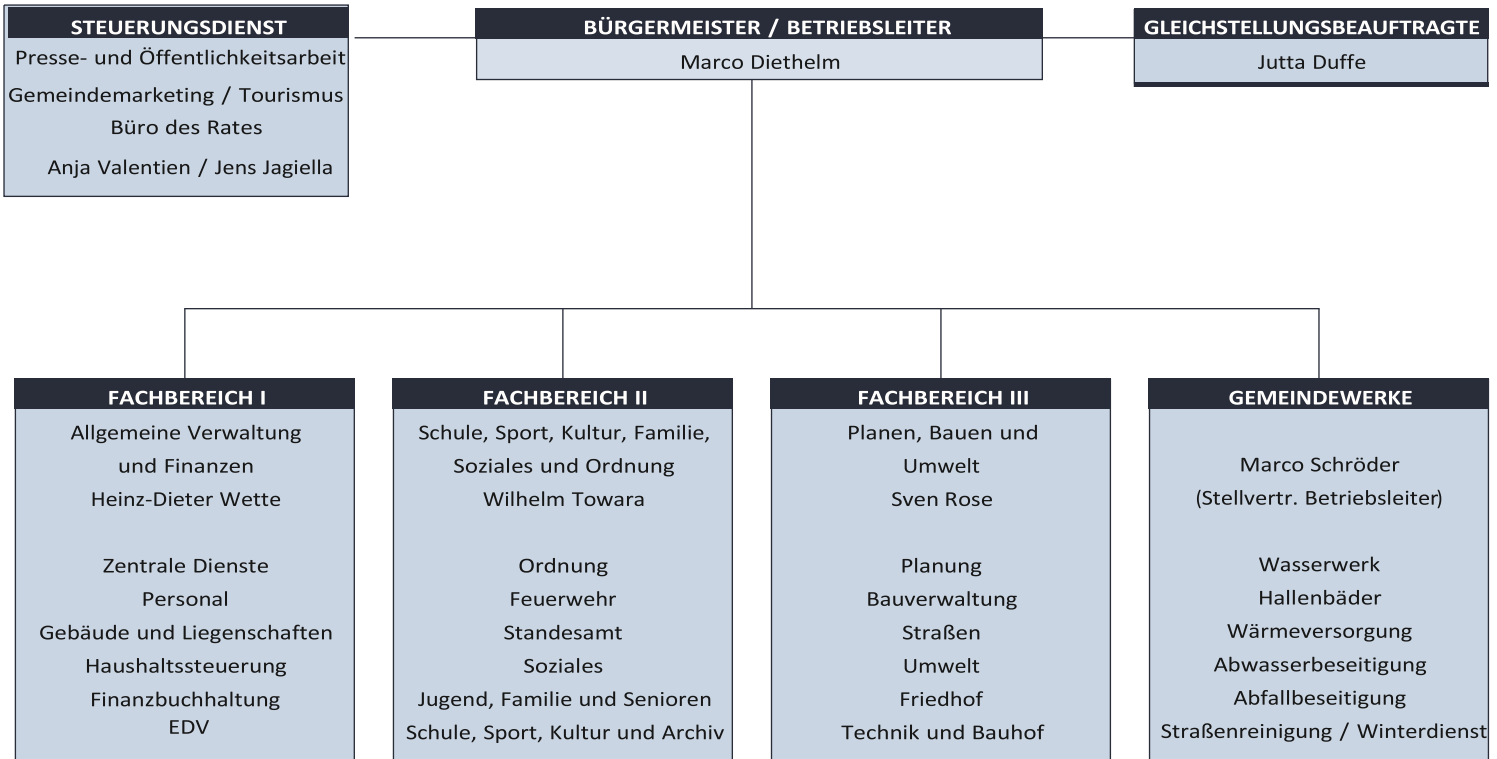 STEUERUNGSDIENST
Presse- und Öffentlichkeitsarbeit
Gemeindemarketing / Tourismus
Büro des Rates
Anja Valentien / Jens Jagiella
BÜRGERMEISTER / BETRIEBSLEITER
Marco Diethelm
GLEICHSTELLUNGSBEAUFTRAGTE
Jutta Duffe
FACHBEREICH I
Allgemeine Verwaltung
und Finanzen
Heinz-Dieter Wette
Zentrale Dienste
Personal
Gebäude und Liegenschaften
Haushaltssteuerung
Finanzbuchhaltung
EDV
FACHBEREICH II
Schule, Sport, Kultur, Familie,
Soziales und Ordnung
Wilhelm Towara
Ordnung
Feuerwehr
Standesamt
Soziales
Jugend, Familie und Senioren
Schule, Sport, Kultur und Archiv
FACHBEREICH III
Planen, Bauen und
Umwelt
Sven Rose
Planung
Bauverwaltung
Straßen
Umwelt
Friedhof
Technik und Bauhof
GEMEINDEWERKE
Marco Schröder
(Stellvertr. Betriebsleiter)
Wasserwerk
Hallenbäder
Wärmeversorgung
Abwasserbeseitigung
Abfallbeseitigung
Straßenreinigung / Winterdienst